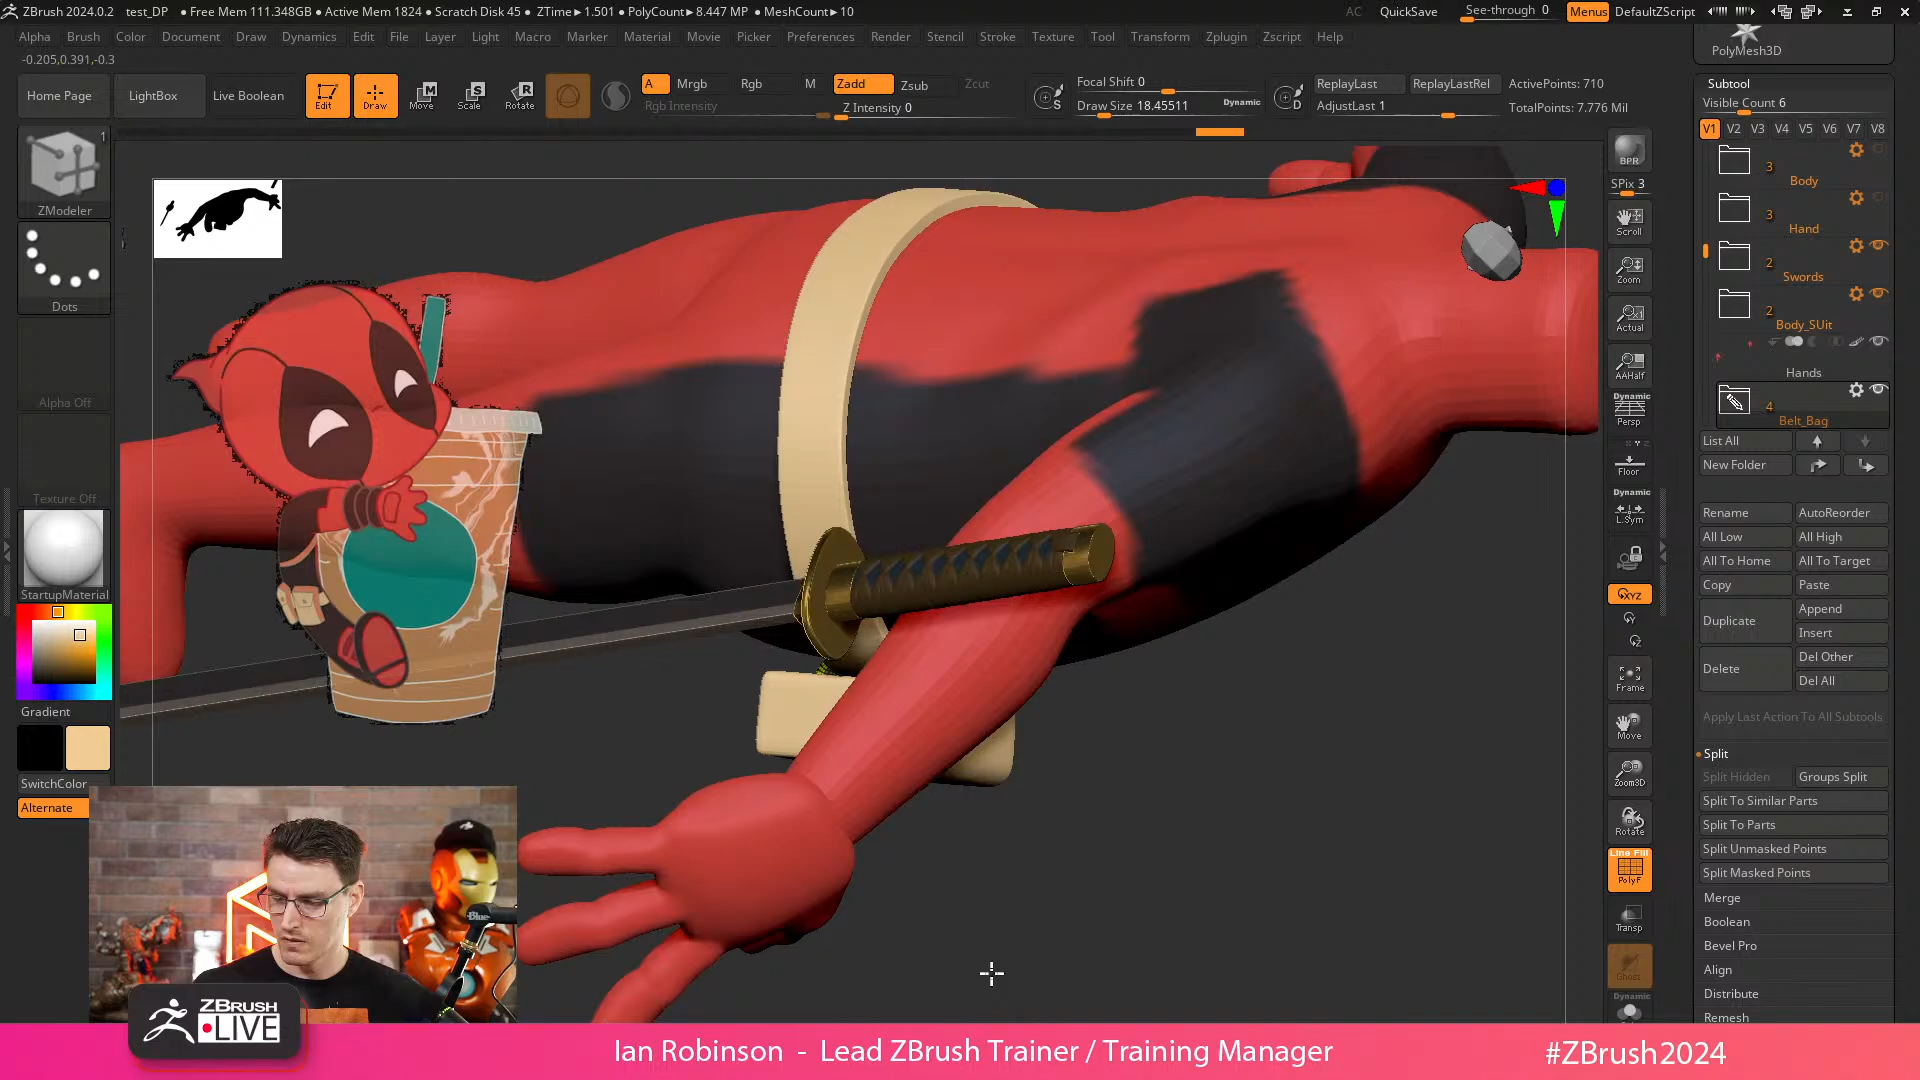 ZBrush 2024.0.2 test_DP • Free Mem 111.348GB • Active Mem 1824 • Scratch Disk 45 • ZTime►1.501 • PolyCount►8.447 MP • MeshCount►10 AC QuickSave See-through 0 Menus DefaultZScript
Alpha Brush Color Document Draw Dynamics Edit File Layer Light Macro Marker Material Movie Picker Preferences Render Stencil Stroke Texture Tool Transform Zplugin Zscript Help
-0.205,0.391,-0.3
Home Page LightBox Live Boolean Edit Draw Move Scale Rotate
A Mrgb Rgb M Zadd Zsub Zcut
Rgb Intensity Z Intensity 0
Focal Shift 0
Draw Size 18.45511 Dynamic
S D
ReplayLast ReplayLastRel ActivePoints: 710
AdjustLast 1 TotalPoints: 7.776 Mil
1
ZModeler
Dots
Alpha Off
Texture Off
StartupMaterial
Gradient
SwitchColor
Alternate
BPR
SPix 3
Scroll
Zoom
Actual
AAHalf
Dynamic
Persp
Floor
Dynamic
L.Sym
XYZ
Frame
Move
Zoom3D
Rotate
Line Fill
PolyF
Transp
Ghost
Dynamic
PolyMesh3D
Subtool
Visible Count 6
V1 V2 V3 V4 V5 V6 V7 V8
3
Body
3
Hand
2
Swords
2
Body_SUit
Hands
4
Belt_Bag
List All
New Folder
Rename AutoReorder
All Low All High
All To Home All To Target
Copy Paste
Duplicate Append
Insert
Delete Del Other
Del All
Apply Last Action To All Subtools
Split
Split Hidden Groups Split
Split To Similar Parts
Split To Parts
Split Unmasked Points
Split Masked Points
Merge
Boolean
Bevel Pro
Align
Distribute
Remesh
Blue
ZBRUSH
LIVE
Ian Robinson - Lead ZBrush Trainer / Training Manager
#ZBrush2024